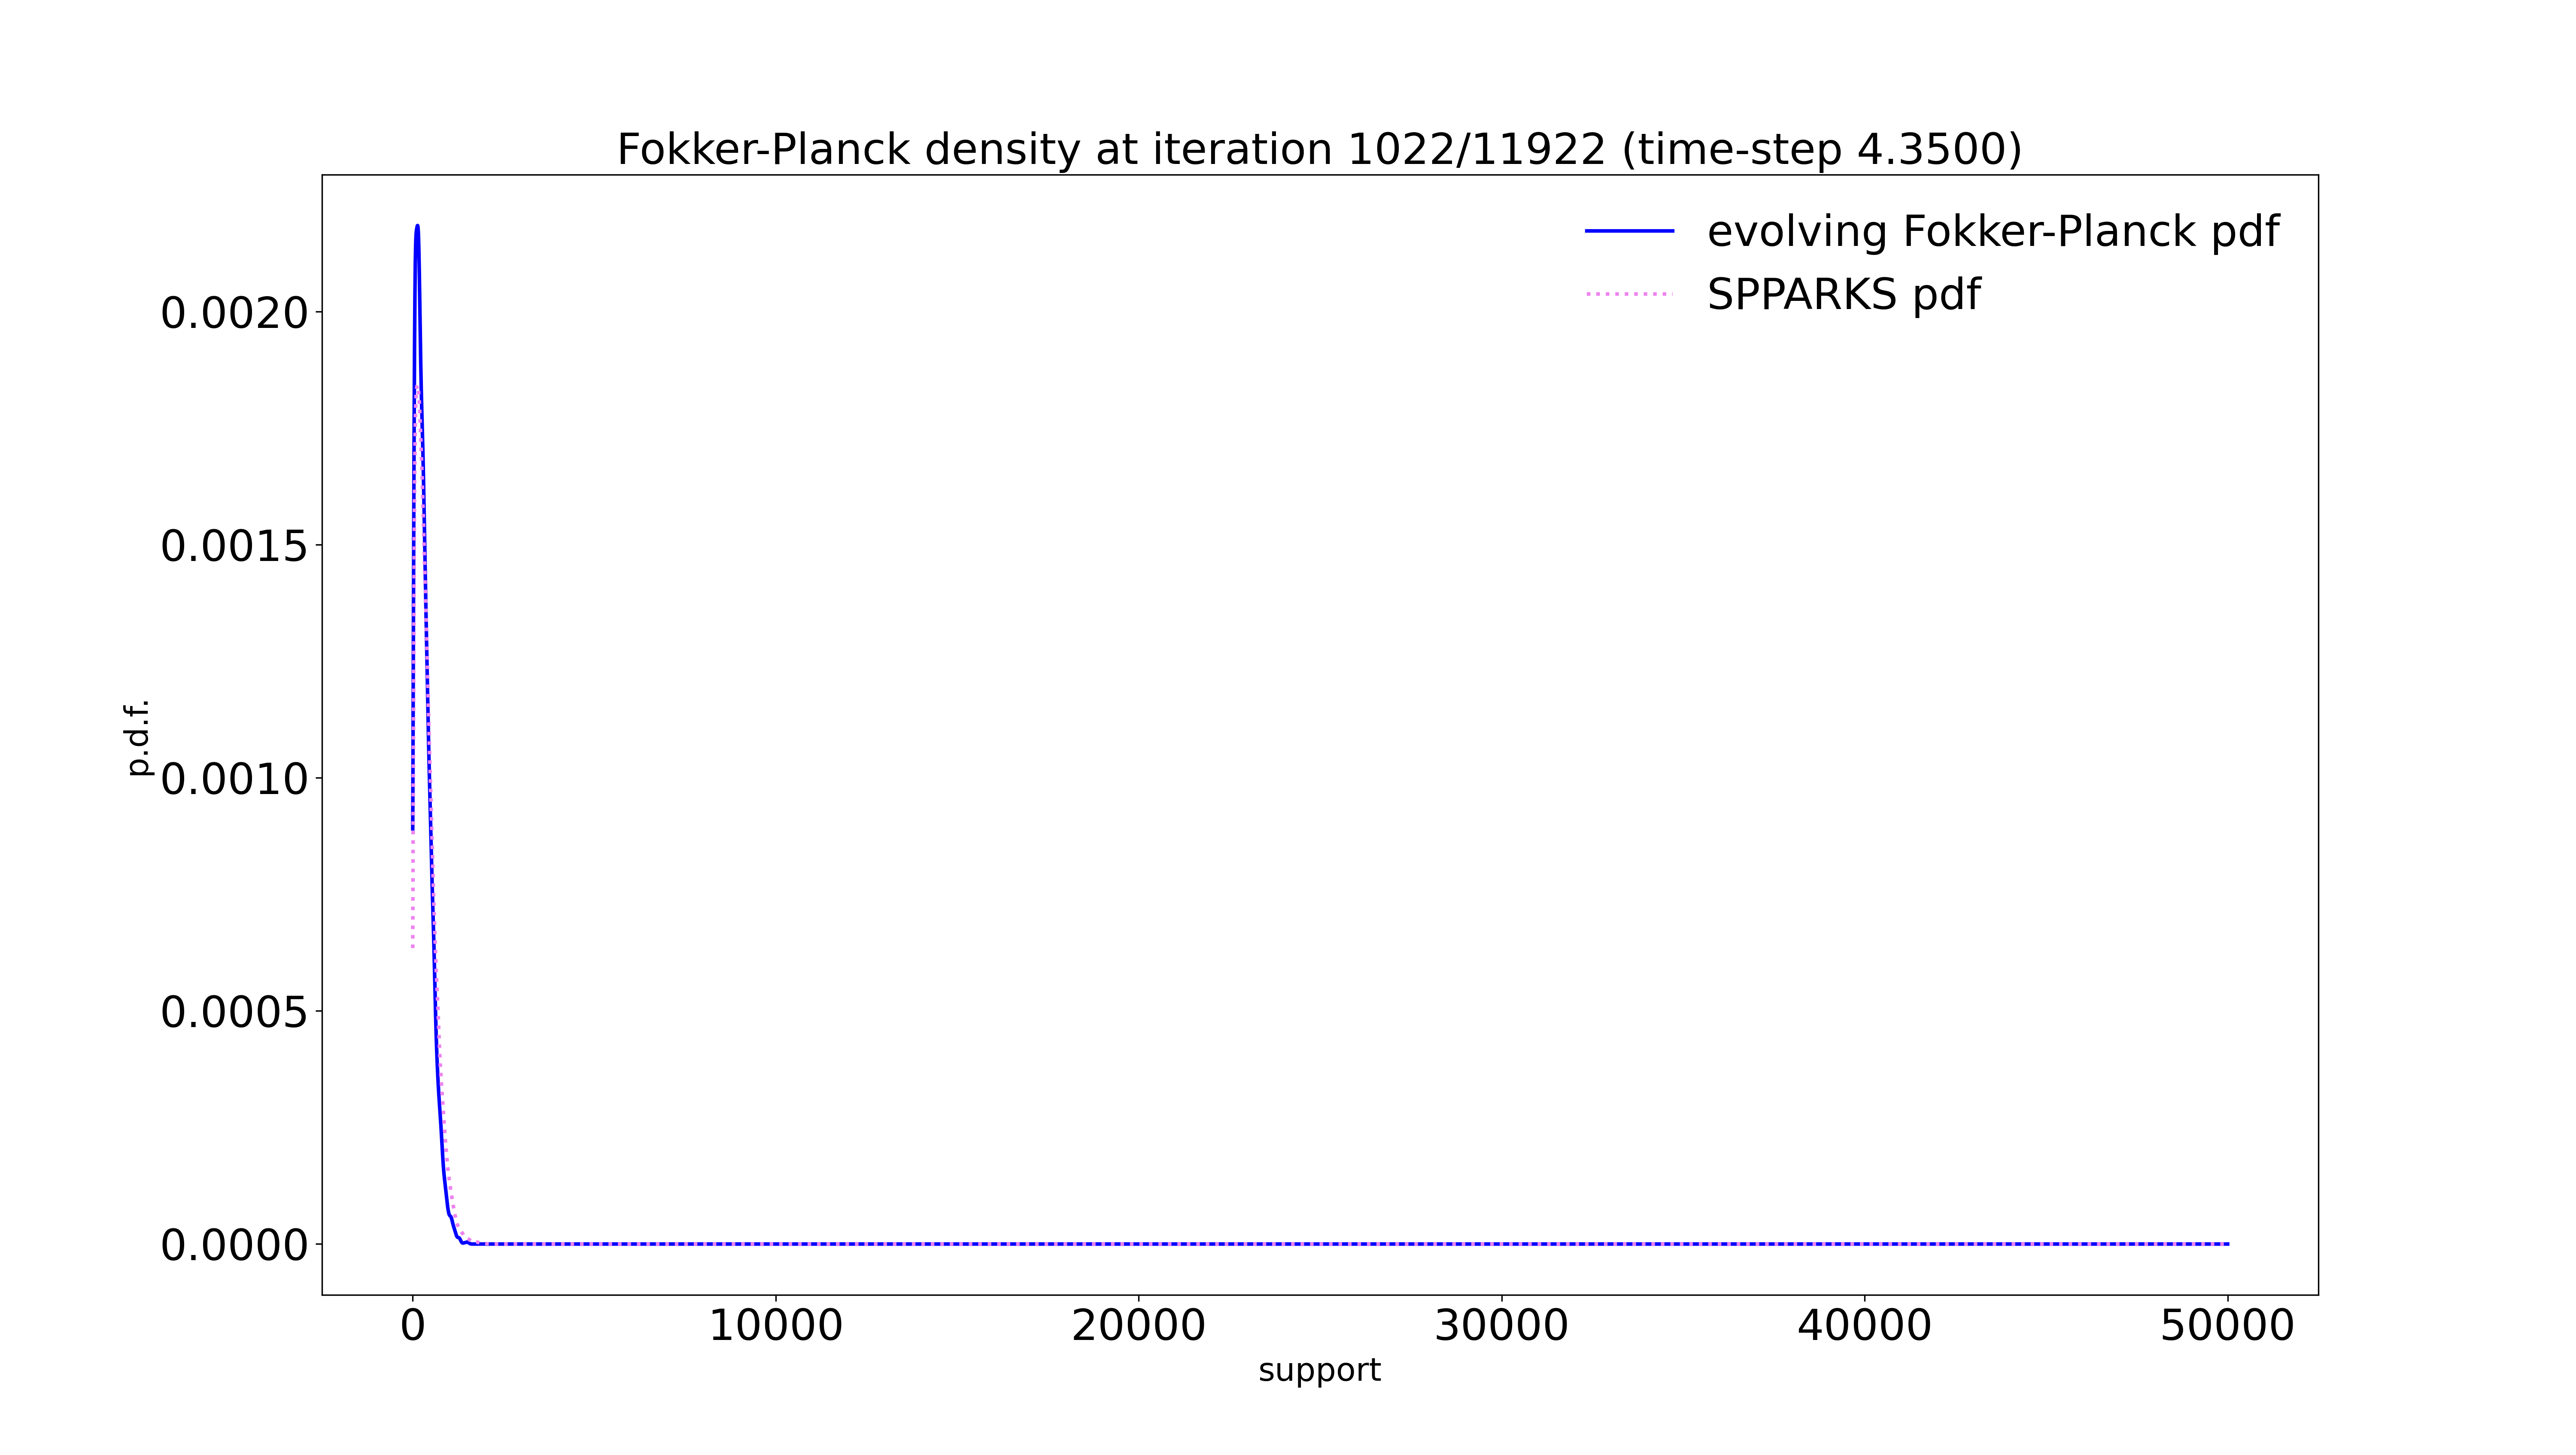 Fokker-Planck density at iteration 1022/11922 (time-step 4.3500)
evolving Fokker-Planck pdf
SPPARKS pdf
0.0020
0.0015
0.0010
0.0005
0.0000
p.d.f.
0 10000 20000 30000 40000 50000
support